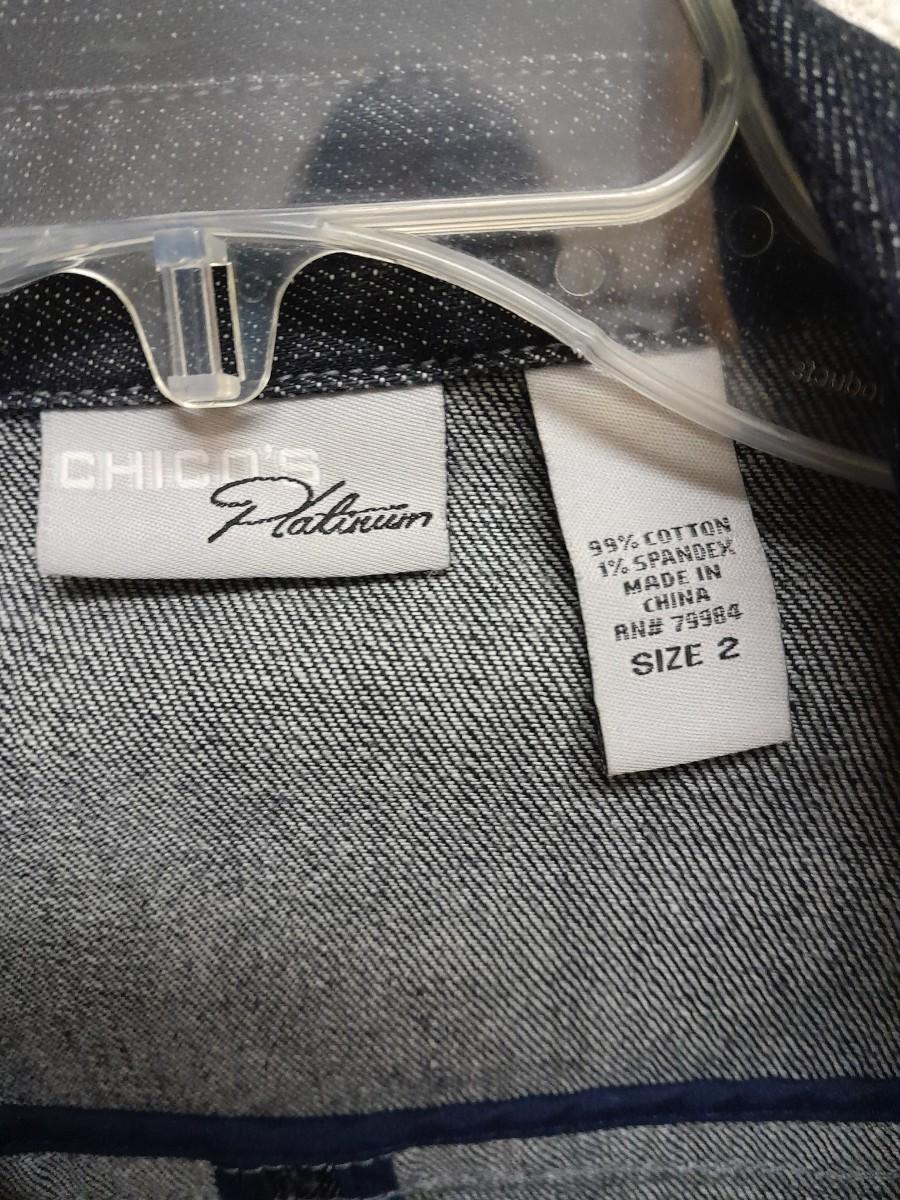 CHICO'S
Platinum
99% COTTON
1% SPANDEX
MADE IN
CHINA
RN# 79984
SIZE 2